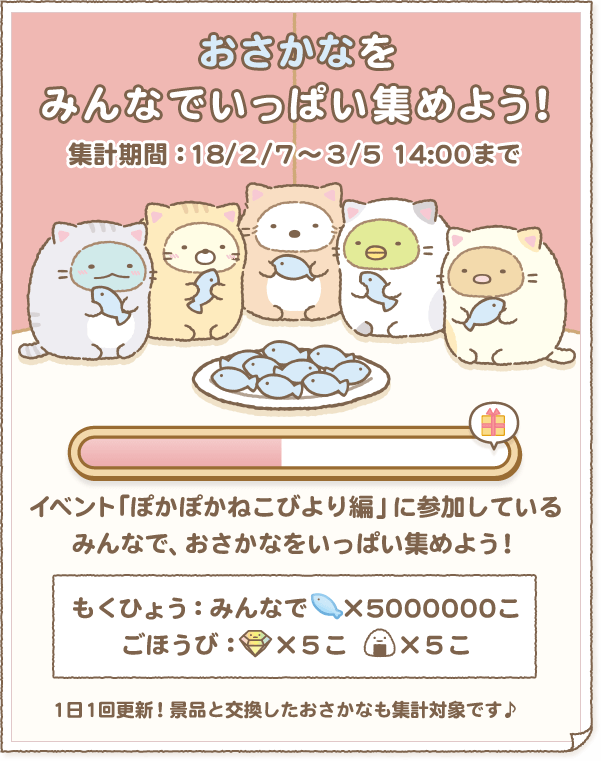 おさかなを
みんなでいっぱい集めよう!
集計期間：18/2/7～3/5 14:00まで
イベント「ぽかぽかねこびより編」に参加している
みんなで、おさかなをいっぱい集めよう!
もくひょう：みんなで×5000000こ
ごほうび：×5こ ×5こ
1日1回更新！景品と交換したおさかなも集計対象です♪